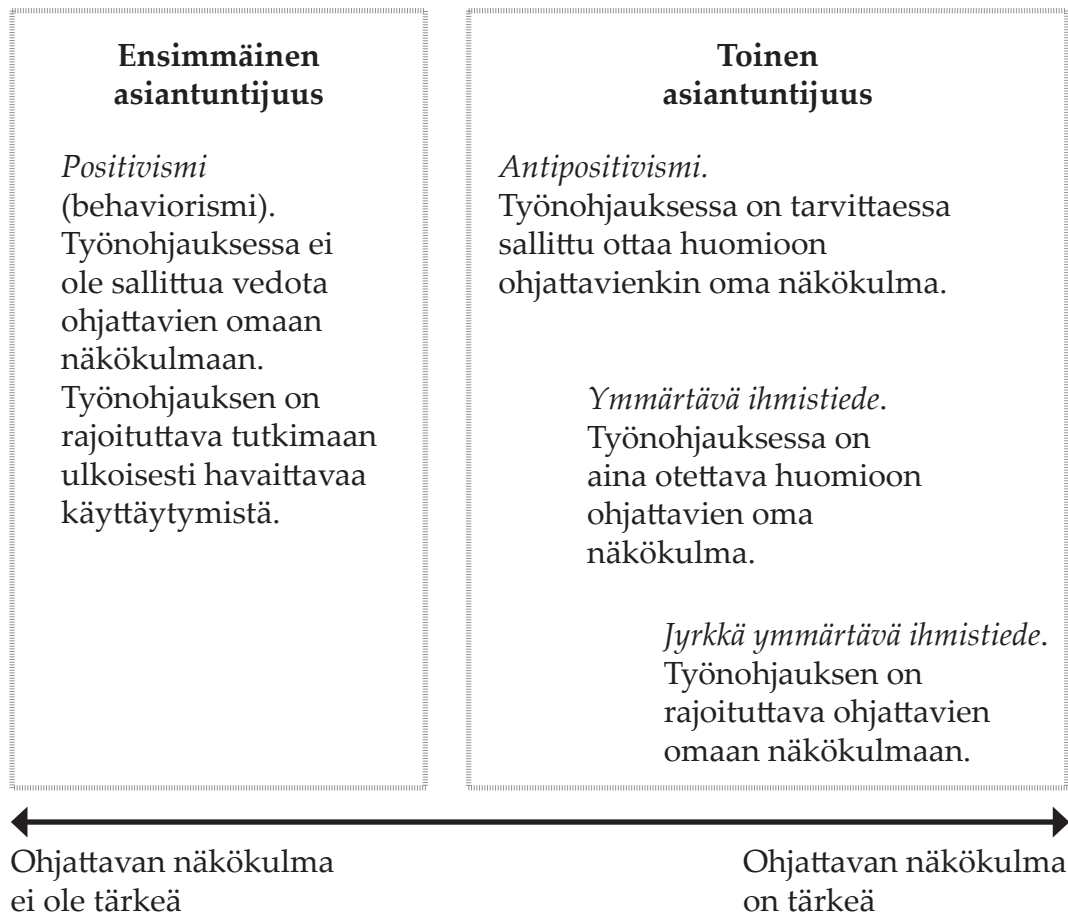 Ensimmäinen
asiantuntijuus
Positivismi
(behaviorismi).
Työnohjauksessa ei
ole sallittua vedota
ohjattavien omaan
näkökulmaan.
Työnohjauksen on
rajoituttava tutkimaan
ulkoisesti havaittavaa
käyttäytymistä.
Toinen
asiantuntijuus
Antipositivismi.
Työnohjauksessa on tarvittaessa
sallittu ottaa huomioon
ohjattavienkin oma näkökulma.
Ymmärtävä ihmistiede.
Työnohjauksessa on
aina otettava huomioon
ohjattavien oma
näkökulma.
Jyrkkä ymmärtävä ihmistiede.
Työnohjauksen on
rajoituttava ohjattavien
omaan näkökulmaan.
Ohjattavan näkökulma
ei ole tärkeä
Ohjattavan näkökulma
on tärkeä